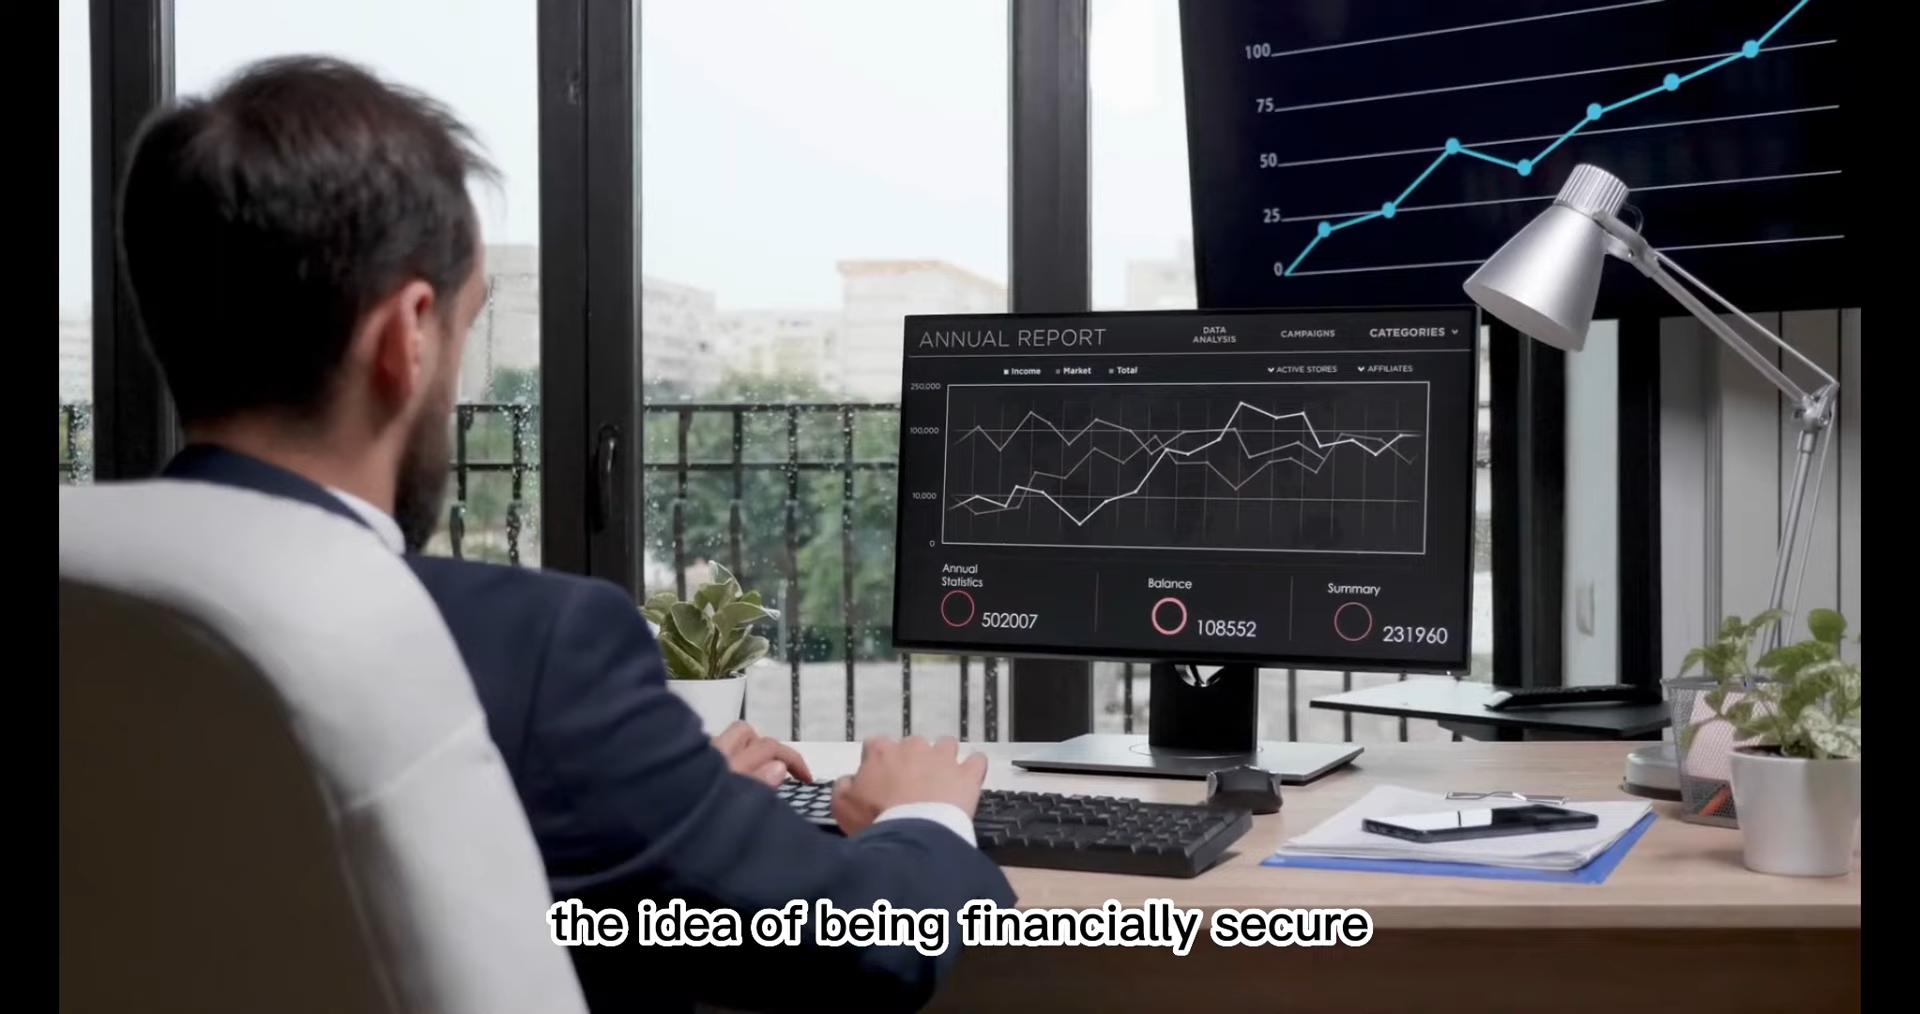 100
75
50
25
0
ANNUAL REPORT
DATA
ANALYSIS
CAMPAIGNS
CATEGORIES
Income
Market
Total
ACTIVE STORES
AFFILIATES
250,000
100,000
10,000
0
Annual
Statistics
502007
Balance
108552
Summary
231960
the idea of being financially secure